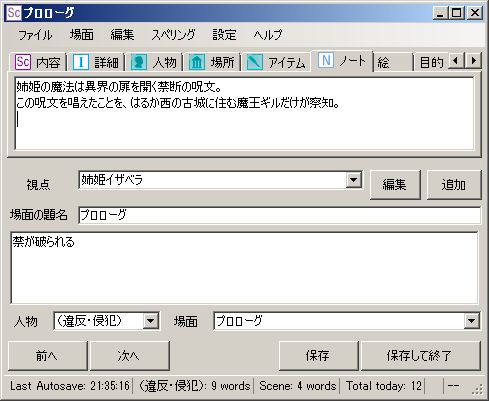 Sc プロローグ
ファイル 場面 編集 スペリング 設定 ヘルプ
Sc 内容 I 詳細 人物 場所 アイテム N ノート 絵 目的
姉姫の魔法は異界の扉を開く禁断の呪文。
この呪文を唱えたことを、はるか西の古城に住む魔王ギルだけが察知。
視点 姉姫イザベラ 編集 追加
場面の題名 プロローグ
禁が破られる
人物 （違反・侵犯） 場面 プロローグ
前へ 次へ 保存 保存して終了
Last Autosave: 21:35:16 （違反・侵犯）: 9 words Scene: 4 words Total today: 12 --